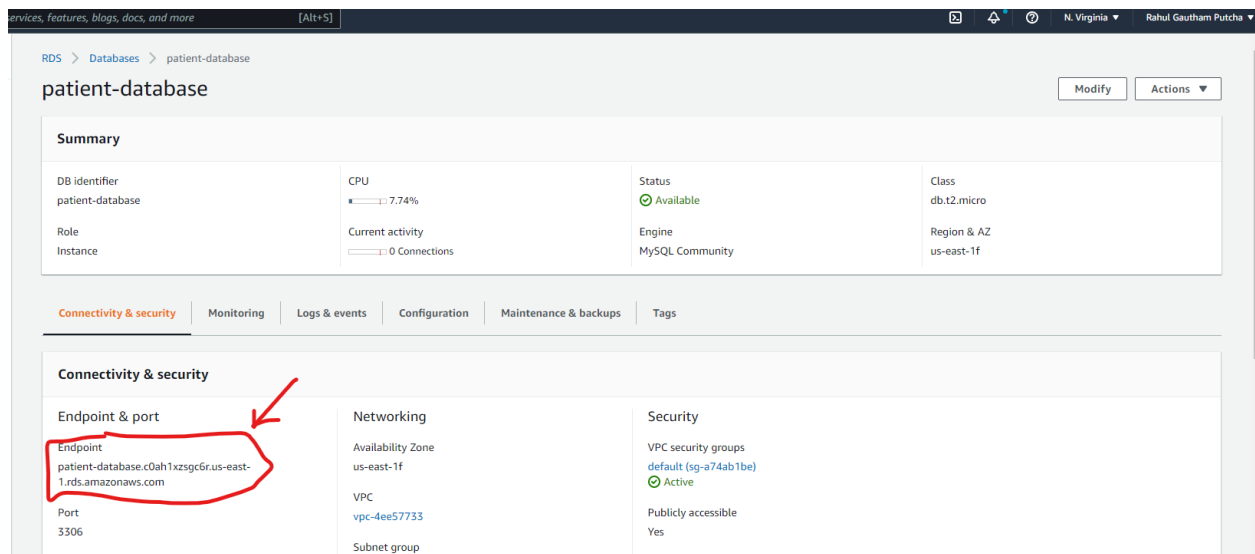 services, features, blogs, docs, and more [Alt+S] N. Virginia ▼ Rahul Gautham Putcha ▼
RDS > Databases > patient-database
patient-database
Modify Actions ▼
Summary
DB identifier CPU Status Class
patient-database 7.74% Available db.t2.micro
Role Current activity Engine Region & AZ
Instance 0 Connections MySQL Community us-east-1f
Connectivity & security Monitoring Logs & events Configuration Maintenance & backups Tags
Connectivity & security
Endpoint & port
Endpoint
patient-database.c0ah1xzsgc6r.us-east-
1.rds.amazonaws.com
Port
3306
Networking
Availability Zone
us-east-1f
VPC
vpc-4ee57733
Subnet group
Security
VPC security groups
default (sg-a74ab1be)
Active
Publicly accessible
Yes